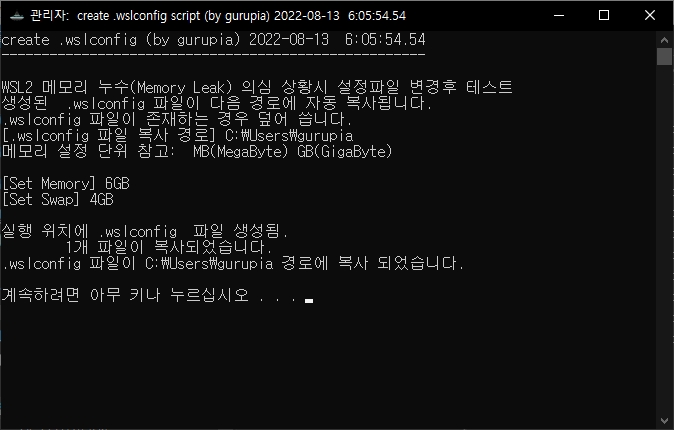 관리자:  create .wslconfig script (by gurupia) 2022-08-13  6:05:54.54
create .wslconfig (by gurupia) 2022-08-13  6:05:54.54
-----------------------------------------------------
WSL2 메모리 누수(Memory Leak) 의심 상황시 설정파일 변경후 테스트
생성된  .wslconfig 파일이 다음 경로에 자동 복사됩니다.
.wslconfig 파일이 존재하는 경우 덮어 씁니다.
[.wslconfig 파일 복사 경로] C:₩Users₩gurupia
메모리 설정 단위 참고:  MB(MegaByte) GB(GigaByte)
[Set Memory] 6GB
[Set Swap] 4GB
실행 위치에 .wslconfig  파일 생성됨.
        1개 파일이 복사되었습니다.
.wslconfig 파일이 C:₩Users₩gurupia 경로에 복사 되었습니다.
계속하려면 아무 키나 누르십시오 . . .